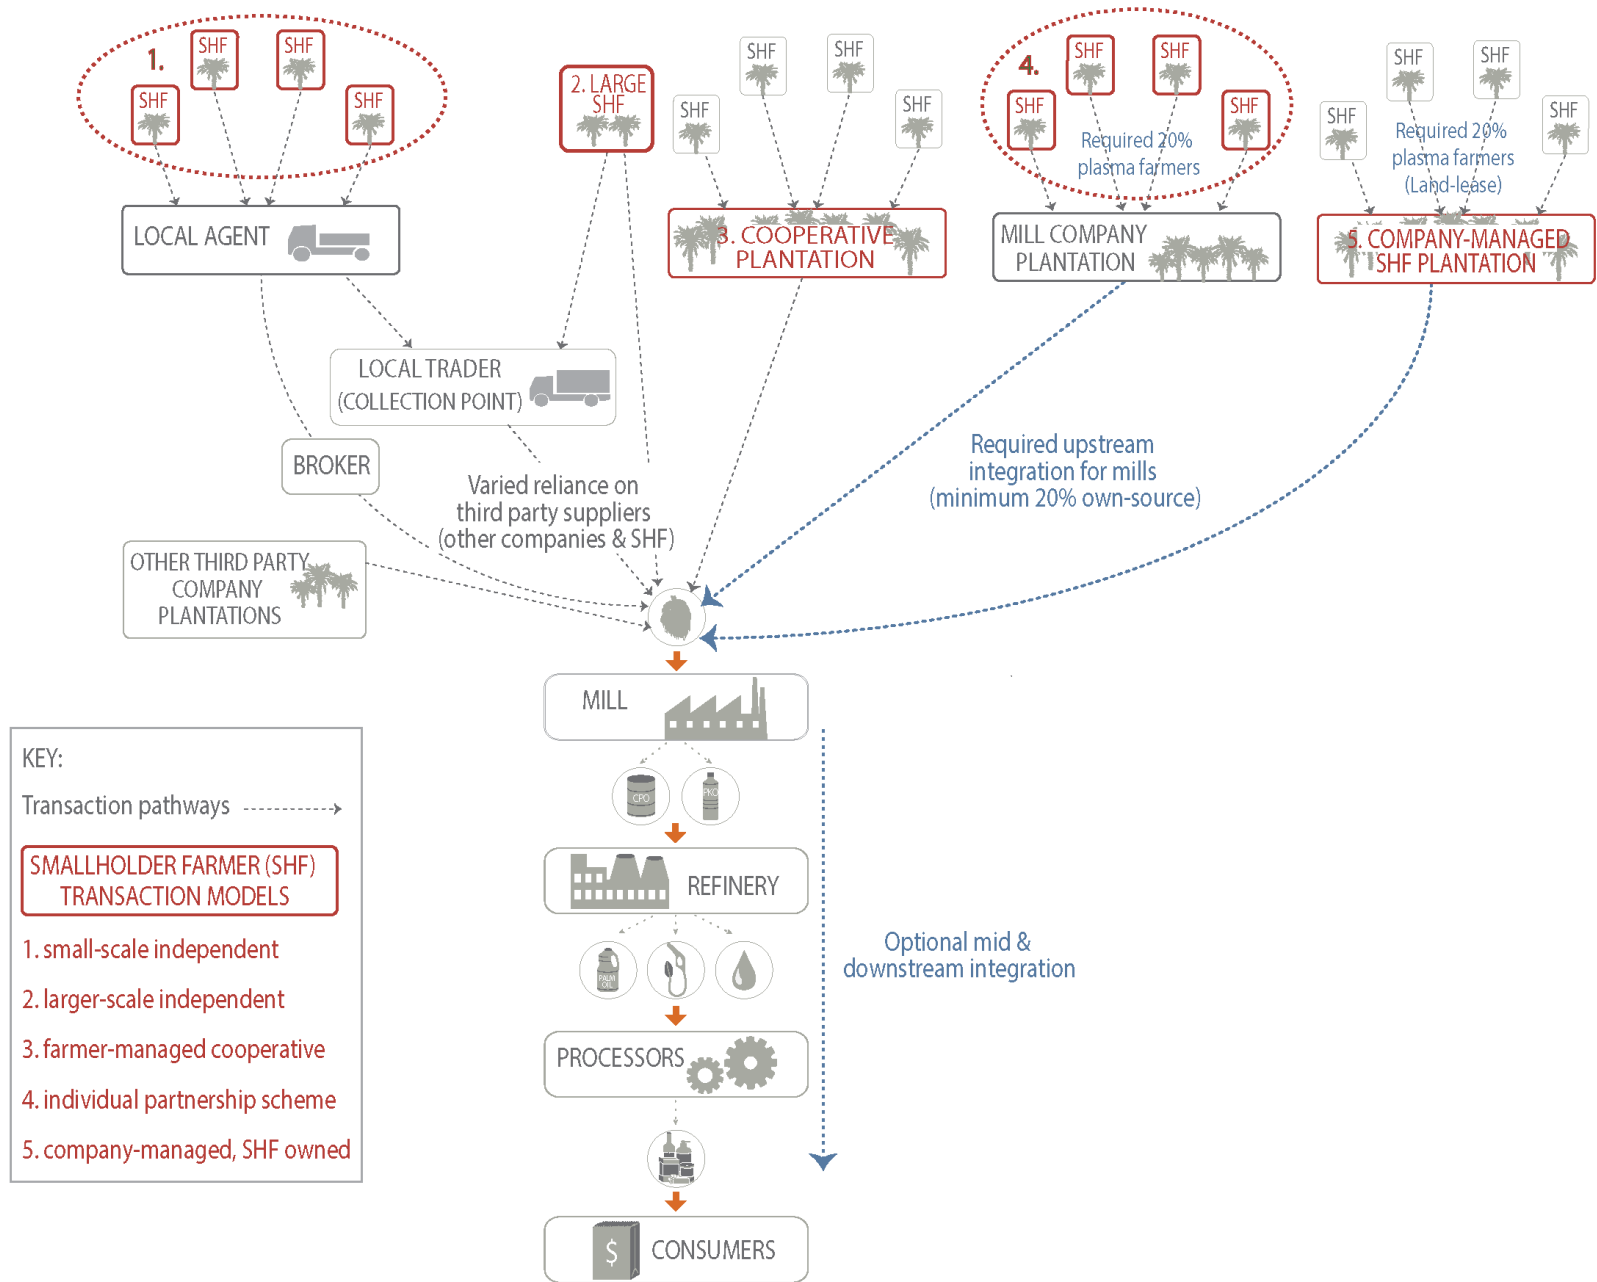 1.
SHF
SHF
SHF
SHF
2. LARGE
SHF
SHF
SHF
SHF
SHF
4.
SHF
SHF
SHF
SHF
Required 20%
plasma farmers
SHF
SHF
SHF
SHF
Required 20%
plasma farmers
(Land-lease)
LOCAL AGENT
3. COOPERATIVE
PLANTATION
MILL COMPANY
PLANTATION
5. COMPANY-MANAGED
SHF PLANTATION
LOCAL TRADER
(COLLECTION POINT)
BROKER
Varied reliance on
third party suppliers
(other companies & SHF)
Required upstream
integration for mills
(minimum 20% own-source)
OTHER THIRD PARTY
COMPANY
PLANTATIONS
MILL
CPO
PKO
REFINERY
PALM
OIL
PROCESSORS
Optional mid &
downstream integration
$
CONSUMERS
KEY:
Transaction pathways
SMALLHOLDER FARMER (SHF)
TRANSACTION MODELS
1. small-scale independent
2. larger-scale independent
3. farmer-managed cooperative
4. individual partnership scheme
5. company-managed, SHF owned